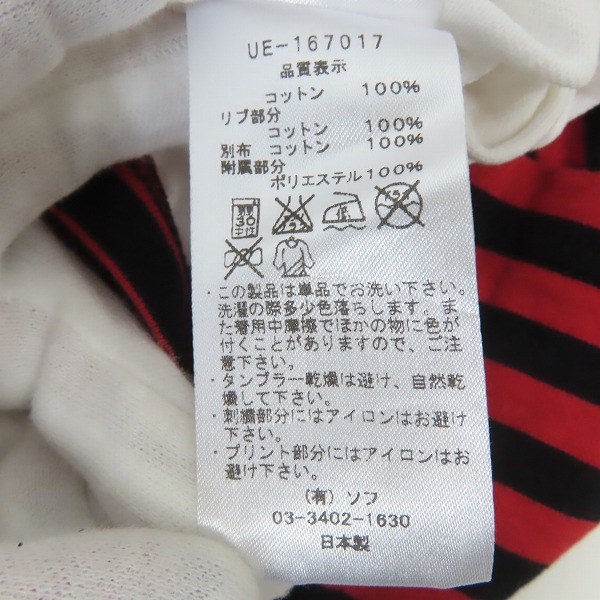 UE-167017
品質表示
コットン 100%
リブ部分
コットン 100%
別布 コットン 100%
附属部分
ポリエステル 100%
30
中性
低
・この製品は単品でお洗い下さい。
洗濯の際多少色落ちします。ま
た着用中摩擦でほかの物に色が
付くことがありますので、ご注
意下さい。
・タンブラー乾燥は避け、自然乾
燥して下さい。
・刺繍部分にはアイロンはお避け
下さい。
・プリント部分にはアイロンはお
避け下さい。
(有) ソフ
03-3402-1630
日本製